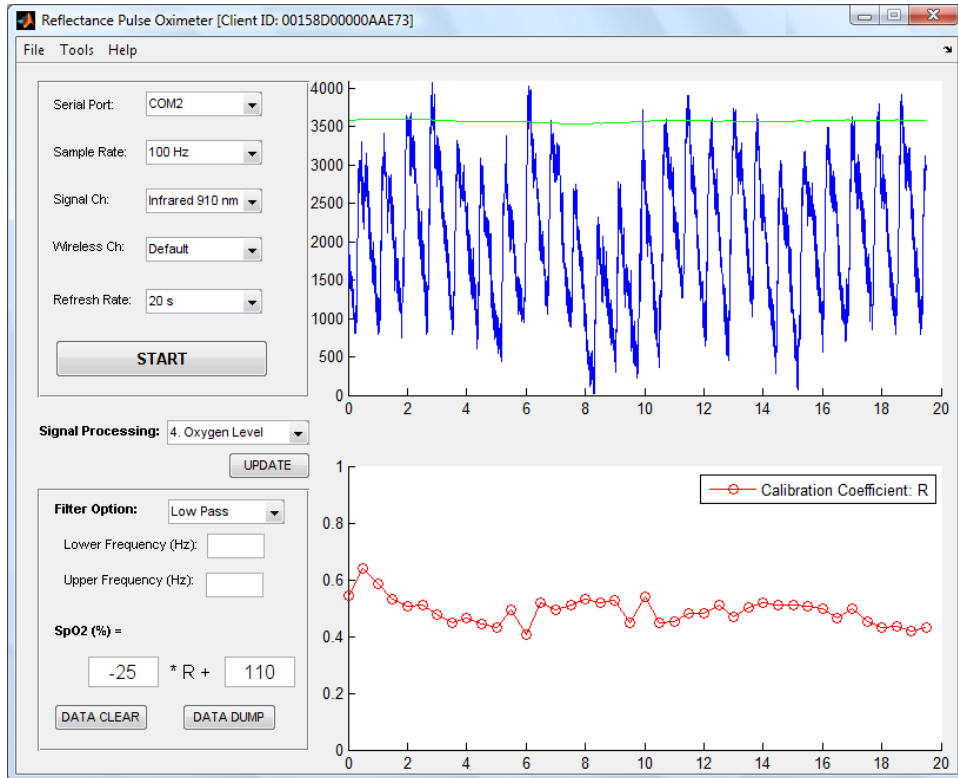 Reflectance Pulse Oximeter [Client ID: 00158D00000AAE73]
File Tools Help
Serial Port: COM2
Sample Rate: 100 Hz
Signal Ch: Infrared 910 nm
Wireless Ch: Default
Refresh Rate: 20 s
START
Signal Processing: 4. Oxygen Level
UPDATE
Filter Option: Low Pass
Lower Frequency (Hz):
Upper Frequency (Hz):
SpO2 (%) =
-25 * R + 110
DATA CLEAR DATA DUMP
4000
3500
3000
2500
2000
1500
1000
500
0
0 2 4 6 8 10 12 14 16 18 20
Calibration Coefficient: R
1
0.8
0.6
0.4
0.2
0
0 2 4 6 8 10 12 14 16 18 20